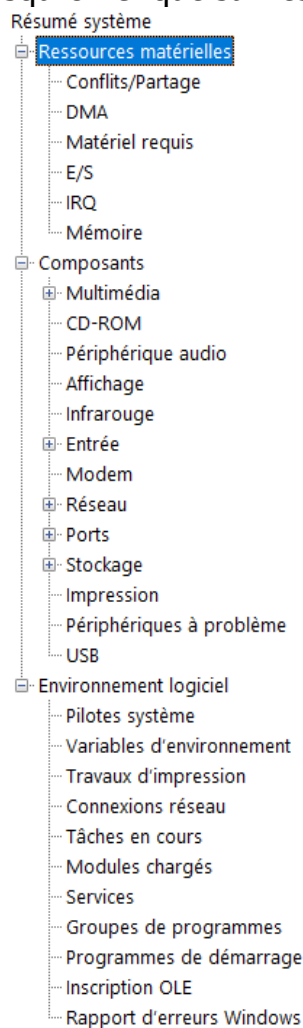 Résumé système
Ressources matérielles
Conflits/Partage
DMA
Matériel requis
E/S
IRQ
Mémoire
Composants
Multimédia
CD-ROM
Périphérique audio
Affichage
Infrarouge
Entrée
Modem
Réseau
Ports
Stockage
Impression
Périphériques à problème
USB
Environnement logiciel
Pilotes système
Variables d'environnement
Travaux d'impression
Connexions réseau
Tâches en cours
Modules chargés
Services
Groupes de programmes
Programmes de démarrage
Inscription OLE
Rapport d'erreurs Windows